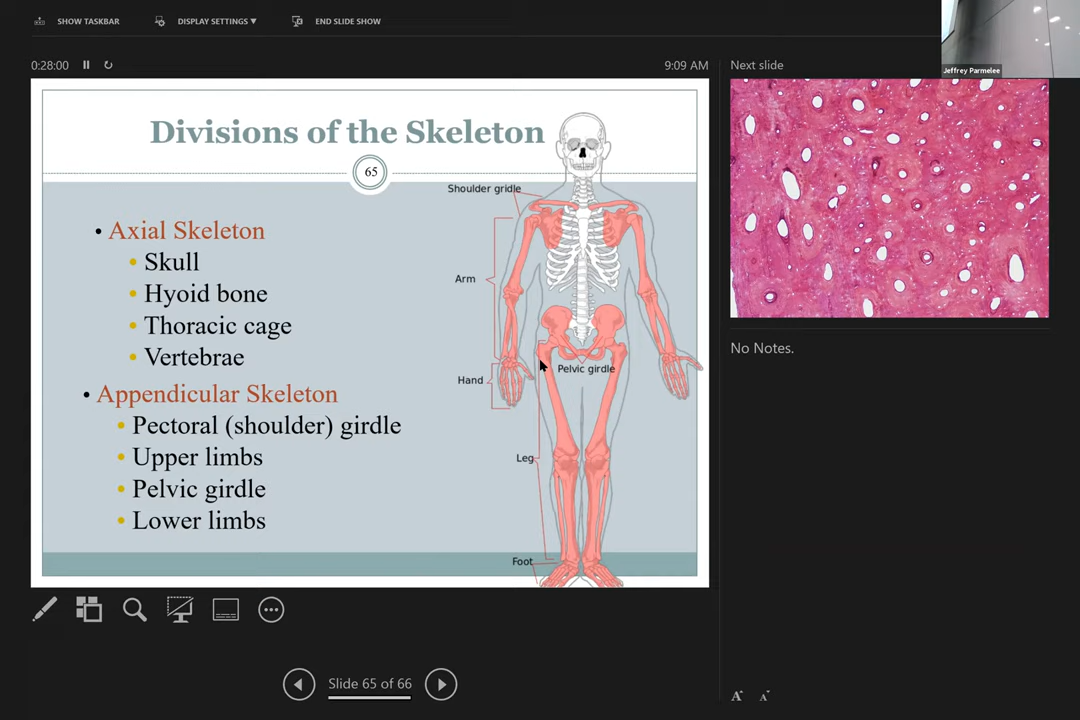 SHOW TASKBAR
DISPLAY SETTINGS ▼
END SLIDE SHOW
Jeffrey Parmelee
0:28:00
9:09 AM
Next slide
Divisions of the Skeleton
65
Shoulder gridle
Arm
Hand
Pelvic girdle
Leg
Foot
• Axial Skeleton
• Skull
• Hyoid bone
• Thoracic cage
• Vertebrae
• Appendicular Skeleton
• Pectoral (shoulder) girdle
• Upper limbs
• Pelvic girdle
• Lower limbs
No Notes.
Slide 65 of 66
A A